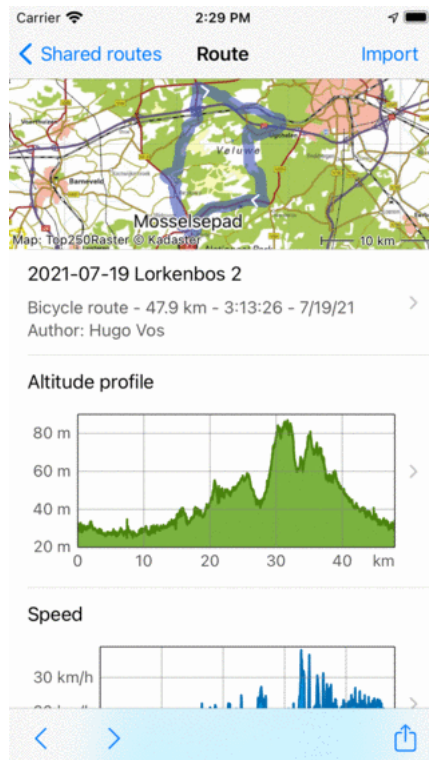 Carrier 2:29 PM
Shared routes Route Import
Veluwe
Barneveld
Mosselsepad
Map: Top250Raster © Kadaster
10 km
2021-07-19 Lorkenbos 2
Bicycle route - 47.9 km - 3:13:26 - 7/19/21
Author: Hugo Vos
Altitude profile
80 m
60 m
40 m
20 m
0 10 20 30 40 km
Speed
30 km/h